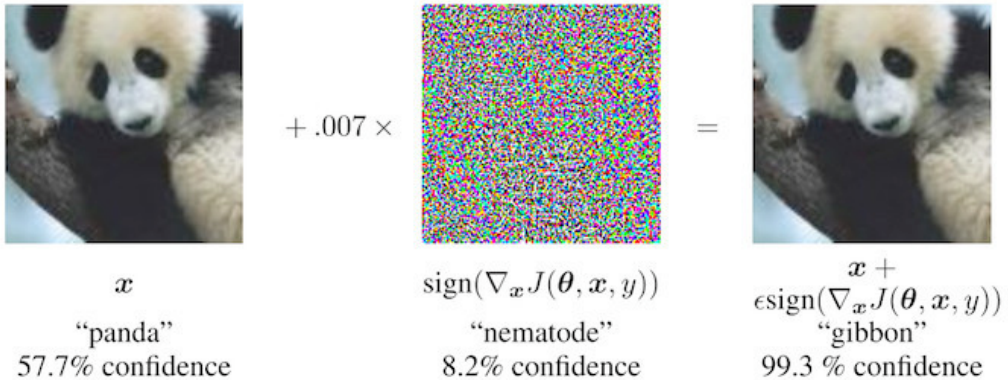 + .007 ×
=
x
sign(∇ₓJ(θ, x, y))
x +
ϵsign(∇ₓJ(θ, x, y))
“panda”
“nematode”
“gibbon”
57.7% confidence
8.2% confidence
99.3 % confidence